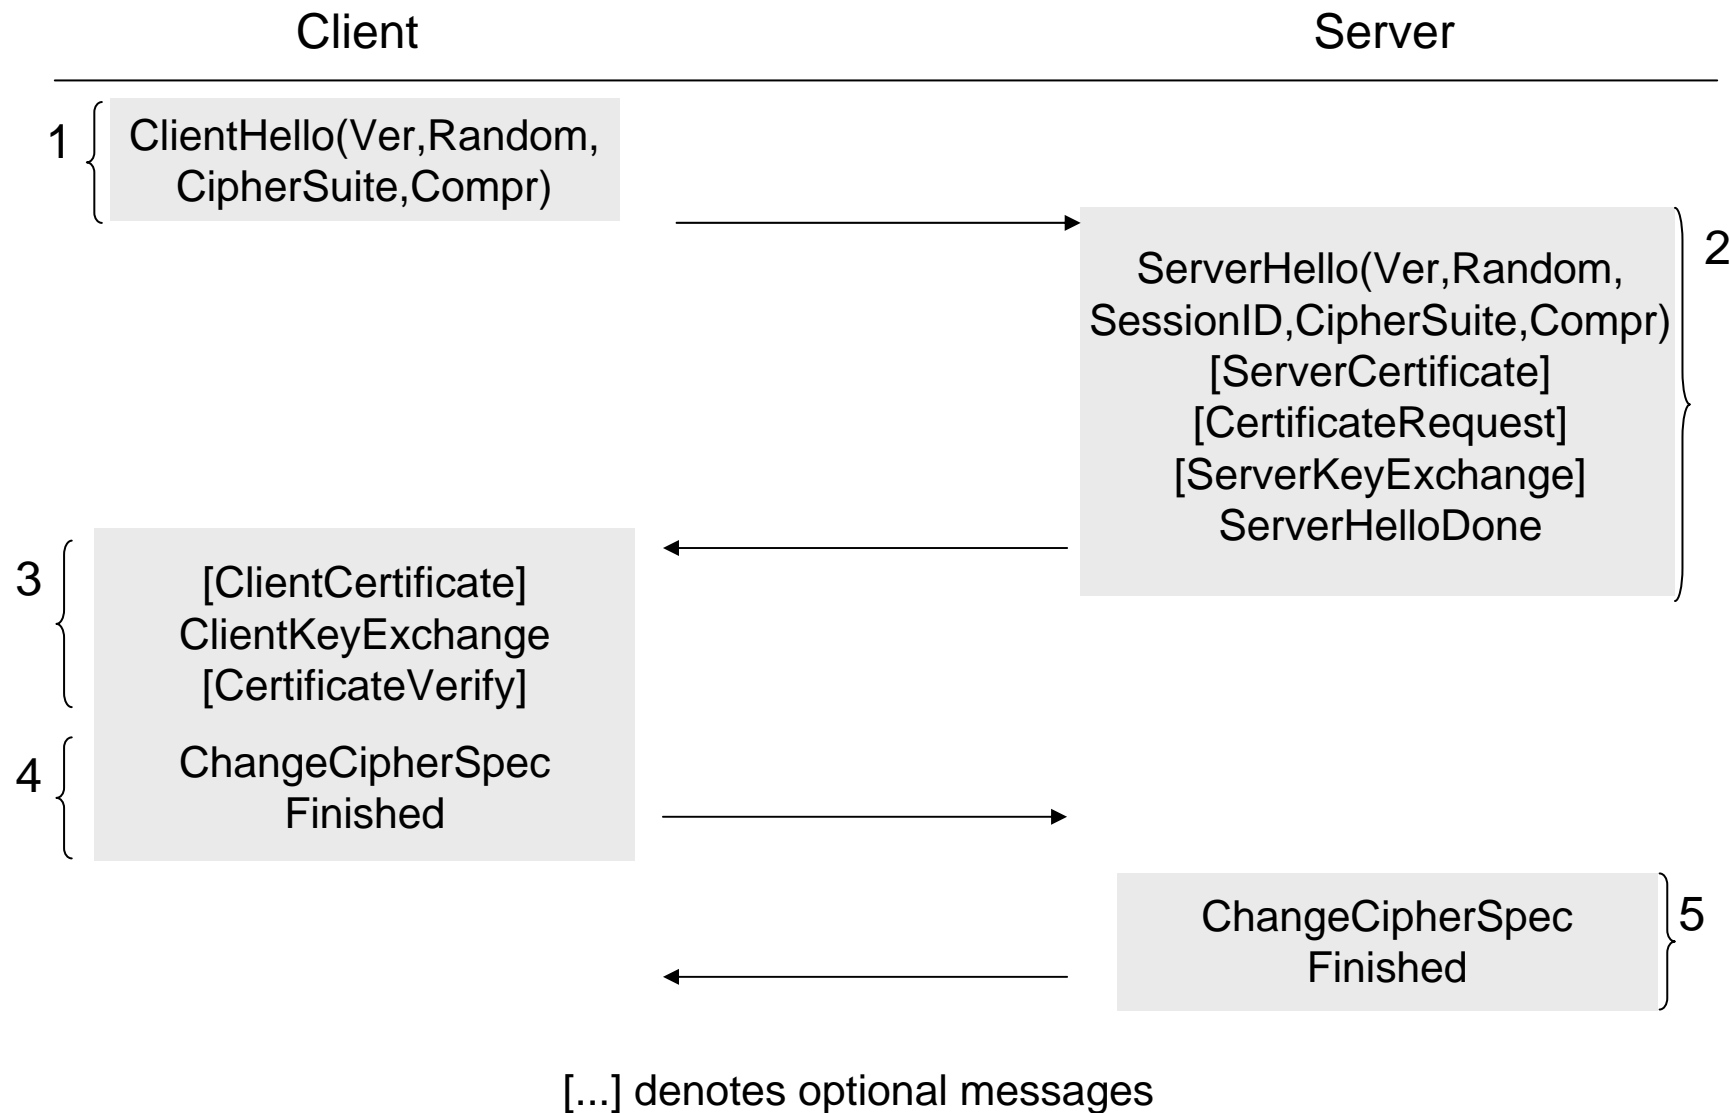 Client
Server
1
ClientHello(Ver,Random,
CipherSuite,Compr)
2
ServerHello(Ver,Random,
SessionID,CipherSuite,Compr)
[ServerCertificate]
[CertificateRequest]
[ServerKeyExchange]
ServerHelloDone
3
[ClientCertificate]
ClientKeyExchange
[CertificateVerify]
4
ChangeCipherSpec
Finished
ChangeCipherSpec
Finished
5
[...] denotes optional messages